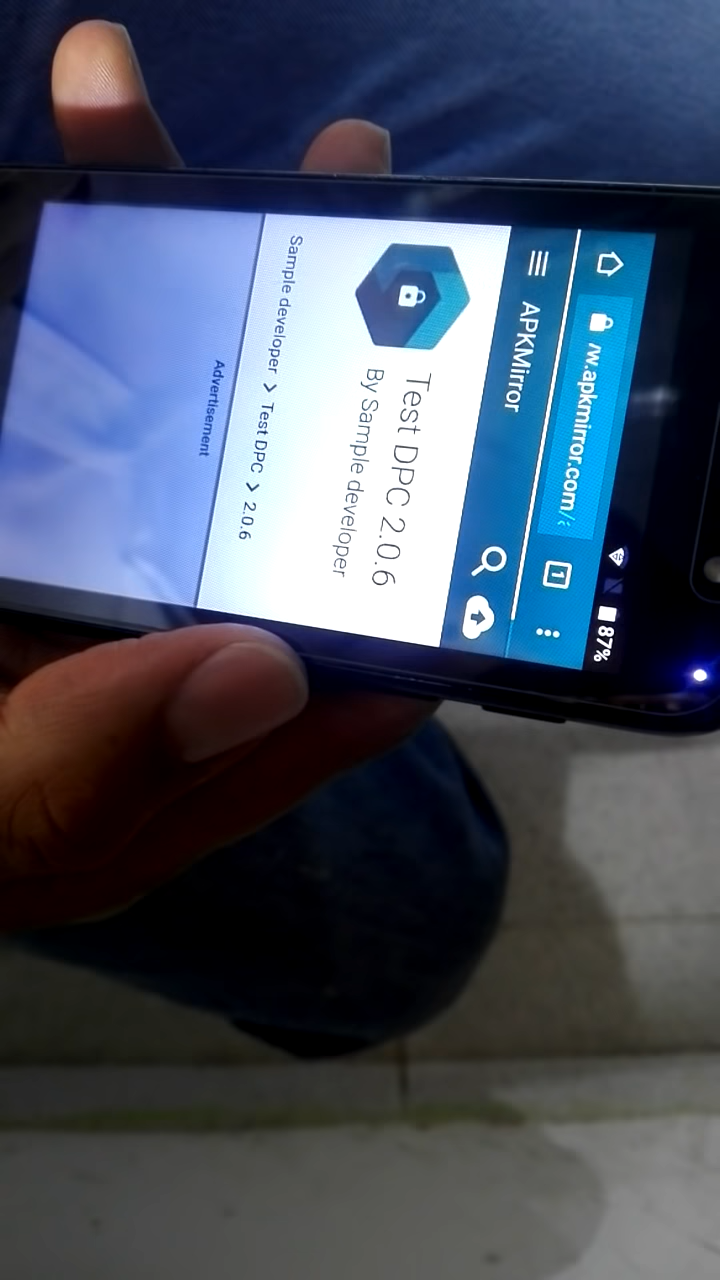 87%
/w.apkmirror.com/a
1
APKMirror
Test DPC 2.0.6
By Sample developer
Sample developer > Test DPC > 2.0.6
Advertisement